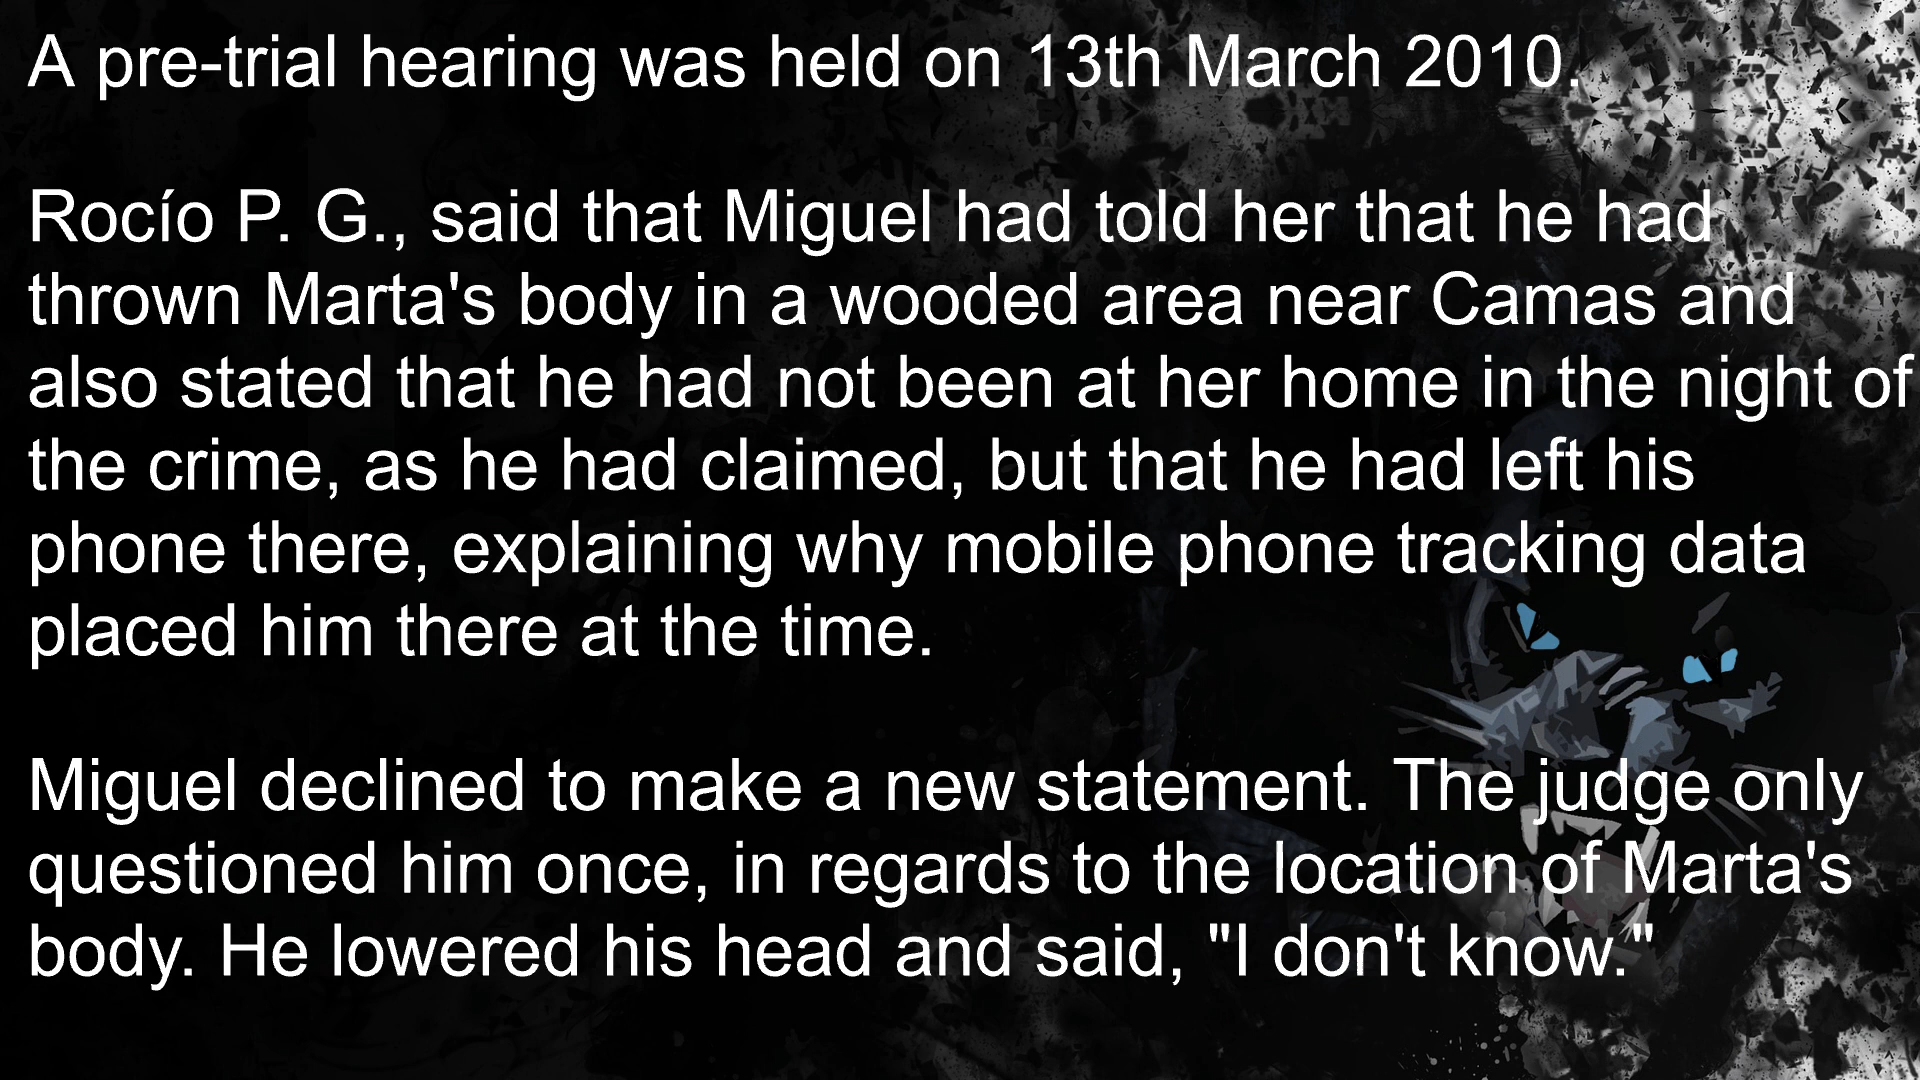 A pre-trial hearing was held on 13th March 2010.
Rocío P. G., said that Miguel had told her that he had
thrown Marta's body in a wooded area near Camas and
also stated that he had not been at her home in the night of
the crime, as he had claimed, but that he had left his
phone there, explaining why mobile phone tracking data
placed him there at the time.
Miguel declined to make a new statement. The judge only
questioned him once, in regards to the location of Marta's
body. He lowered his head and said, "I don't know."